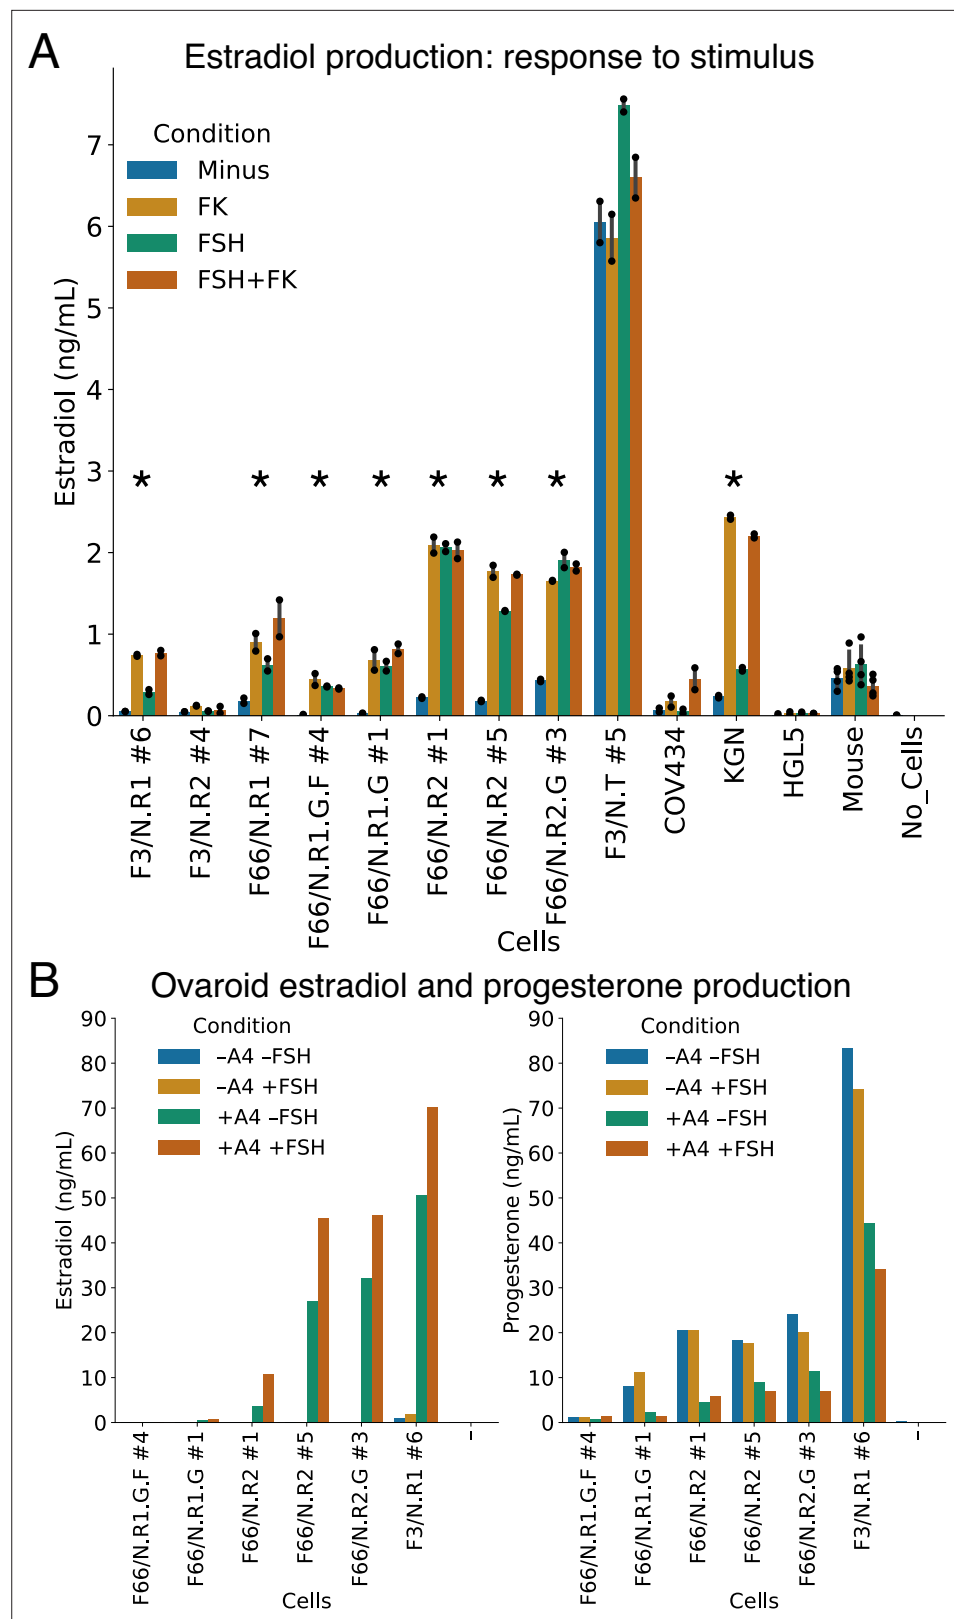 A
Estradiol production: response to stimulus
Condition
Minus
FK
FSH
FSH+FK
Estradiol (ng/mL)
7
6
5
4
3
2
1
0
* * * * * * * *
F3/N.R1 #6
F3/N.R2 #4
F66/N.R1 #7
F66/N.R1.G.F #4
F66/N.R1.G #1
F66/N.R2 #1
F66/N.R2 #5
F66/N.R2.G #3
F3/N.T #5
COV434
KGN
HGL5
Mouse
No_Cells
Cells
B
Ovaroid estradiol and progesterone production
Condition
–A4 –FSH
–A4 +FSH
+A4 –FSH
+A4 +FSH
Estradiol (ng/mL)
90
80
70
60
50
40
30
20
10
0
F66/N.R1.G.F #4
F66/N.R1.G #1
F66/N.R2 #1
F66/N.R2 #5
F66/N.R2.G #3
F3/N.R1 #6
–
Cells
Condition
–A4 –FSH
–A4 +FSH
+A4 –FSH
+A4 +FSH
Progesterone (ng/mL)
90
80
70
60
50
40
30
20
10
0
F66/N.R1.G.F #4
F66/N.R1.G #1
F66/N.R2 #1
F66/N.R2 #5
F66/N.R2.G #3
F3/N.R1 #6
–
Cells